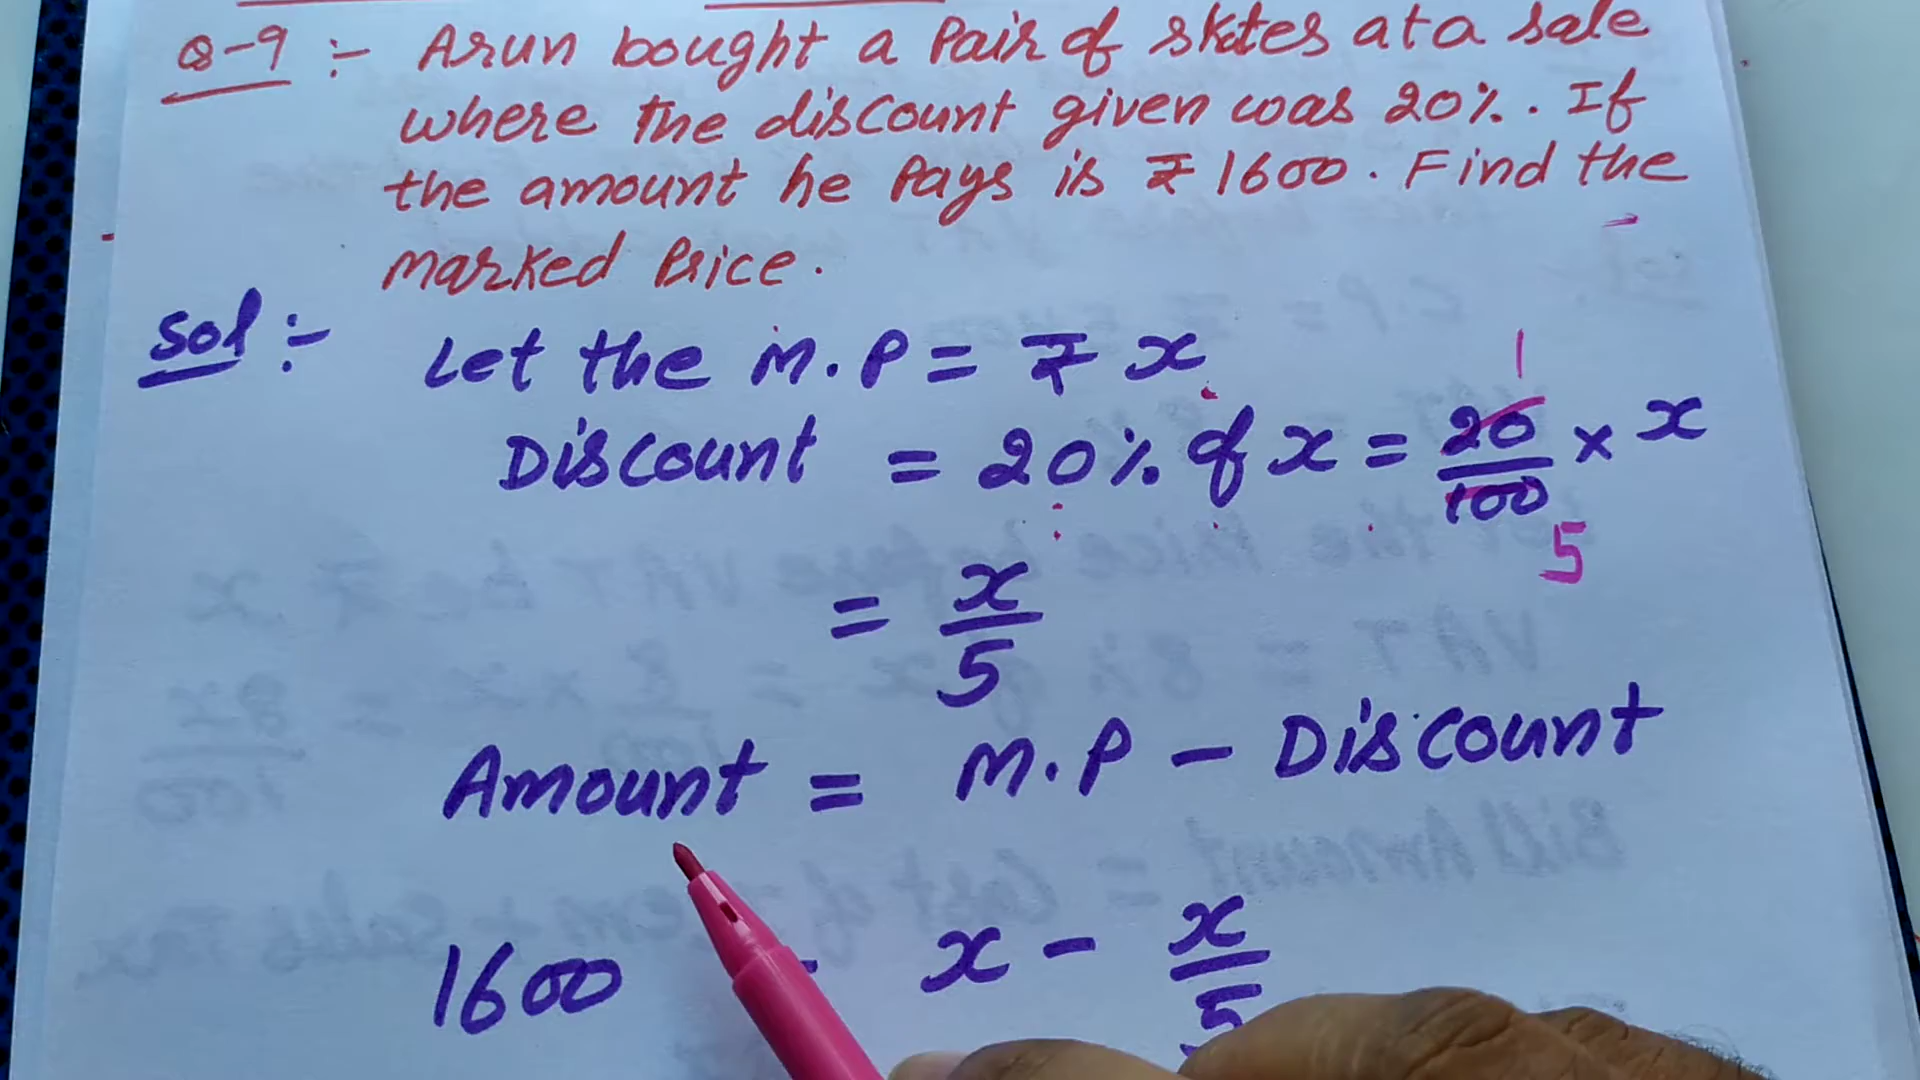 Q-9 :- Arun bought a Pair of skates at a sale
where the discount given was 20%. If
the amount he Pays is ₹ 1600. Find the
marked Price.
Sol :- Let the M.P = ₹ x
Discount = 20% of x = 20/100 × x
1
5
= x/5
Amount = M.P - Discount
1600 = x - x/5